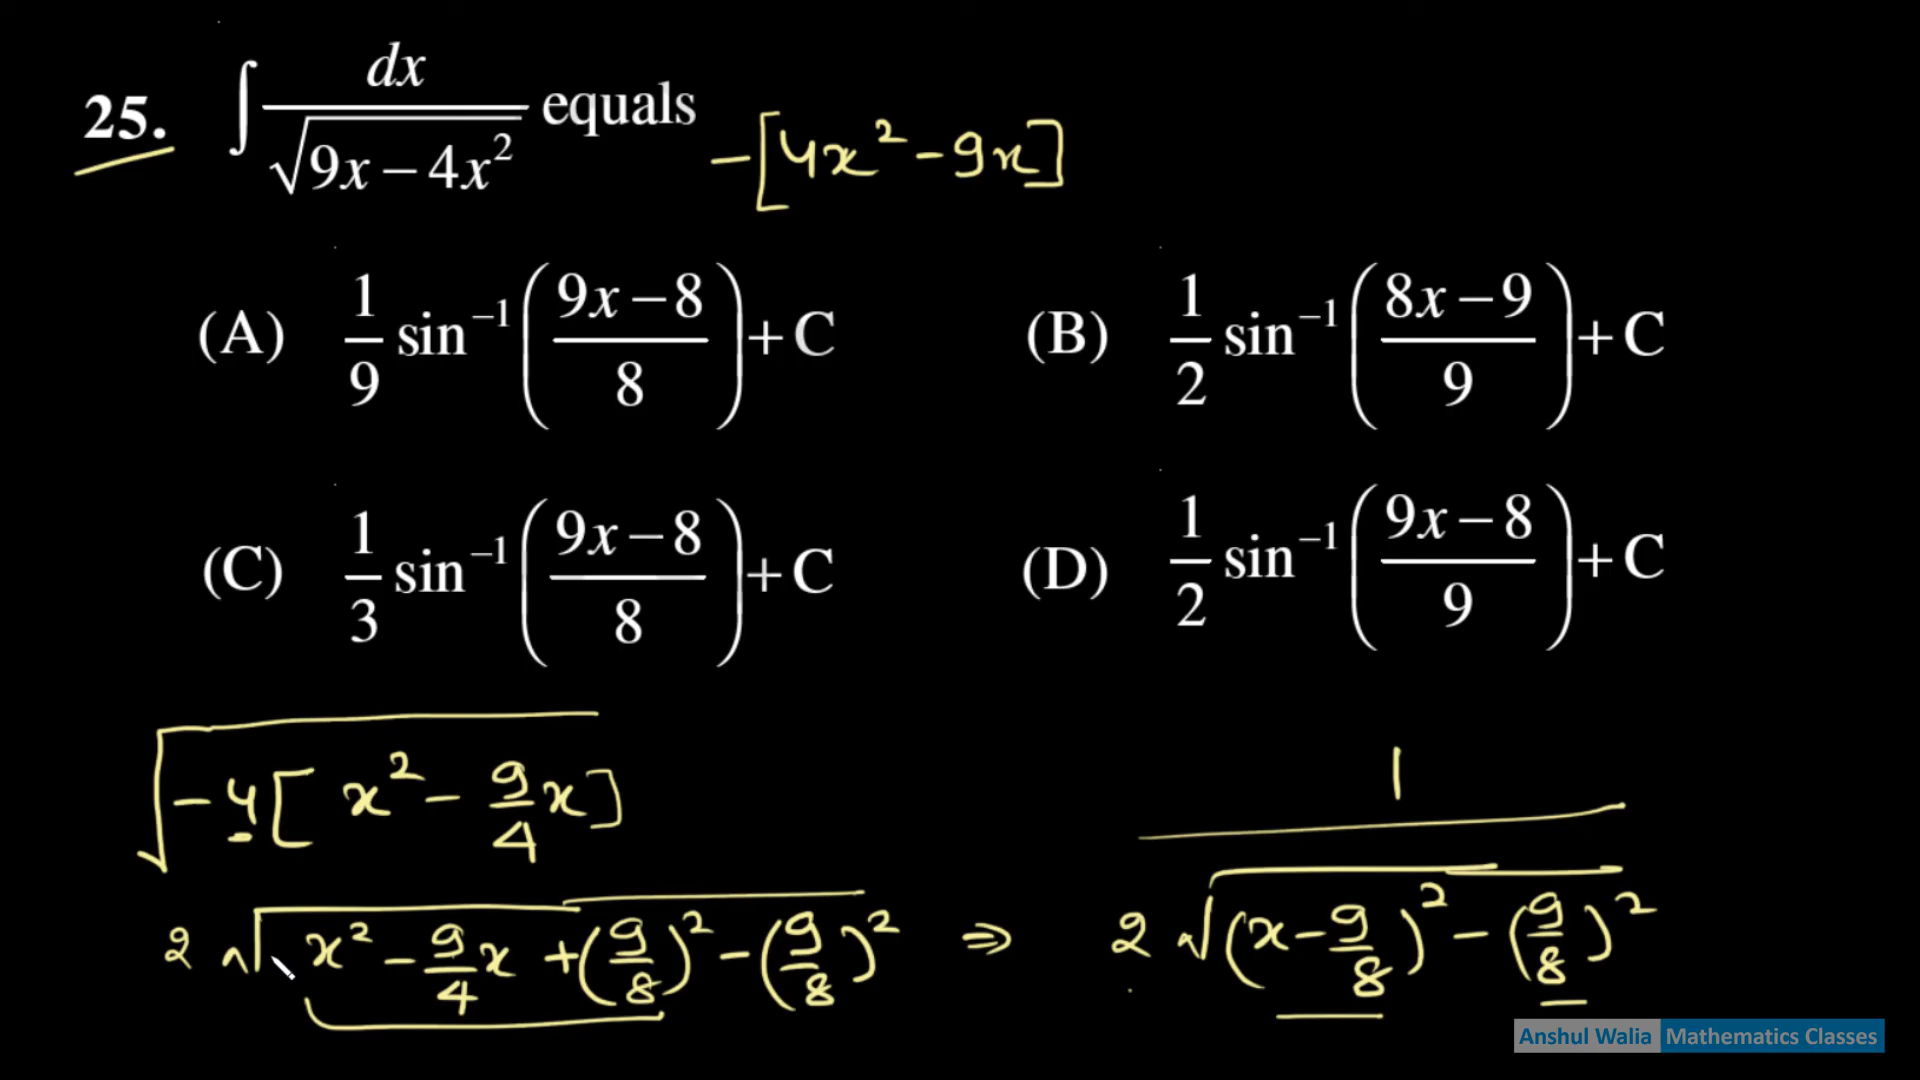 25. ∫ dx / √(9x – 4x²) equals
–[4x² – 9x]
(A) 1/9 sin⁻¹ ((9x – 8)/8) + C
(B) 1/2 sin⁻¹ ((8x – 9)/9) + C
(C) 1/3 sin⁻¹ ((9x – 8)/8) + C
(D) 1/2 sin⁻¹ ((9x – 8)/9) + C
√(–4[x² – 9/4 x])
2 √(x² – 9/4 x + (9/8)² – (9/8)²) ⇒ 1 / (2 √((x – 9/8)² – (9/8)²))
Anshul Walia Mathematics Classes